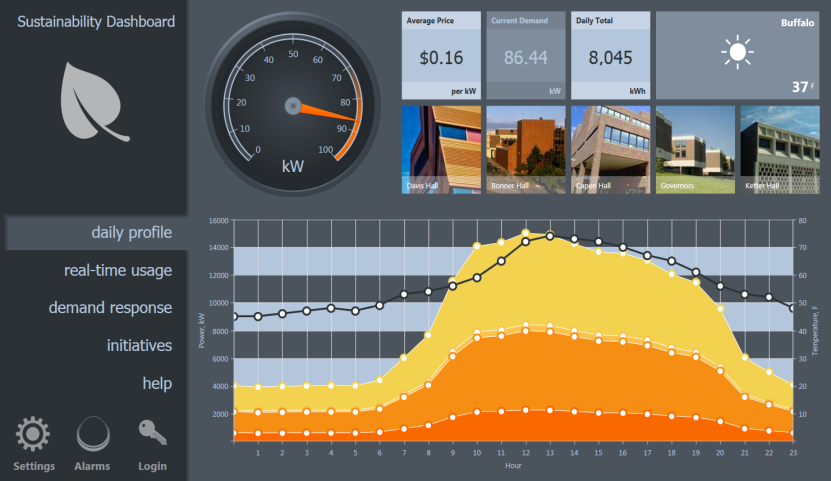 Sustainability Dashboard
daily profile
real-time usage
demand response
initiatives
help
Settings
Alarms
Login
0
10
20
30
40
50
60
70
80
90
100
kW
Average Price
$0.16
per kW
Current Demand
86.44
kW
Daily Total
8,045
kWh
Buffalo
37 F
Davis Hall
Bonner Hall
Capen Hall
Governors
Ketter Hall
Power, kW
16000
14000
12000
10000
8000
6000
4000
2000
80
70
60
50
40
30
20
10
Temperature, F
1 2 3 4 5 6 7 8 9 10 11 12 13 14 15 16 17 18 19 20 21 22 23
Hour